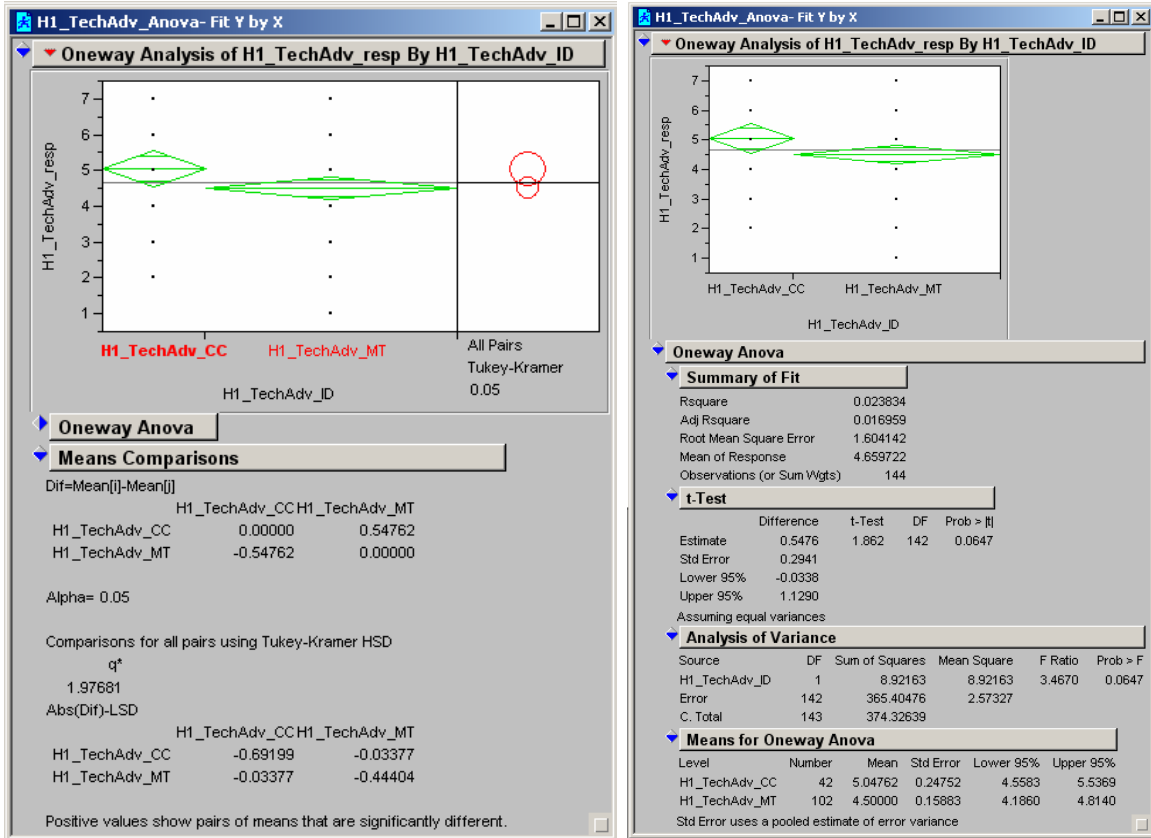 H1_TechAdv_Anova- Fit Y by X
Oneway Analysis of H1_TechAdv_resp By H1_TechAdv_ID
H1_TechAdv_resp
7
6
5
4
3
2
1
H1_TechAdv_CC H1_TechAdv_MT
All Pairs
Tukey-Kramer
0.05
H1_TechAdv_ID
Oneway Anova
Means Comparisons
Dif=Mean[i]-Mean[j]
H1_TechAdv_CC H1_TechAdv_MT
H1_TechAdv_CC 0.00000 0.54762
H1_TechAdv_MT -0.54762 0.00000
Alpha= 0.05
Comparisons for all pairs using Tukey-Kramer HSD
q*
1.97681
Abs(Dif)-LSD
H1_TechAdv_CC H1_TechAdv_MT
H1_TechAdv_CC -0.69199 -0.03377
H1_TechAdv_MT -0.03377 -0.44404
Positive values show pairs of means that are significantly different.
H1_TechAdv_Anova- Fit Y by X
Oneway Analysis of H1_TechAdv_resp By H1_TechAdv_ID
H1_TechAdv_resp
7
6
5
4
3
2
1
H1_TechAdv_CC H1_TechAdv_MT
H1_TechAdv_ID
Oneway Anova
Summary of Fit
Rsquare 0.023834
Adj Rsquare 0.016959
Root Mean Square Error 1.604142
Mean of Response 4.659722
Observations (or Sum Wgts) 144
t-Test
Difference t-Test DF Prob > |t|
Estimate 0.5476 1.862 142 0.0647
Std Error 0.2941
Lower 95% -0.0338
Upper 95% 1.1290
Assuming equal variances
Analysis of Variance
Source DF Sum of Squares Mean Square F Ratio Prob > F
H1_TechAdv_ID 1 8.92163 8.92163 3.4670 0.0647
Error 142 365.40476 2.57327
C. Total 143 374.32639
Means for Oneway Anova
Level Number Mean Std Error Lower 95% Upper 95%
H1_TechAdv_CC 42 5.04762 0.24752 4.5583 5.5369
H1_TechAdv_MT 102 4.50000 0.15883 4.1860 4.8140
Std Error uses a pooled estimate of error variance